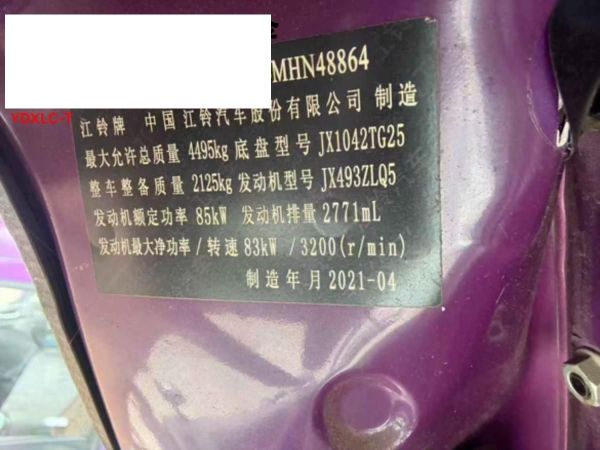 MHN48864
YDXLC-T
江铃牌 中国 江铃汽车股份有限公司 制造
最大允许总质量 4495kg 底盘型号 JX1042TG25
整车整备质量 2125kg 发动机型号 JX493ZLQ5
发动机额定功率 85kW 发动机排量 2771mL
发动机最大净功率/转速 83kW /3200(r/min)
制造年月 2021-04